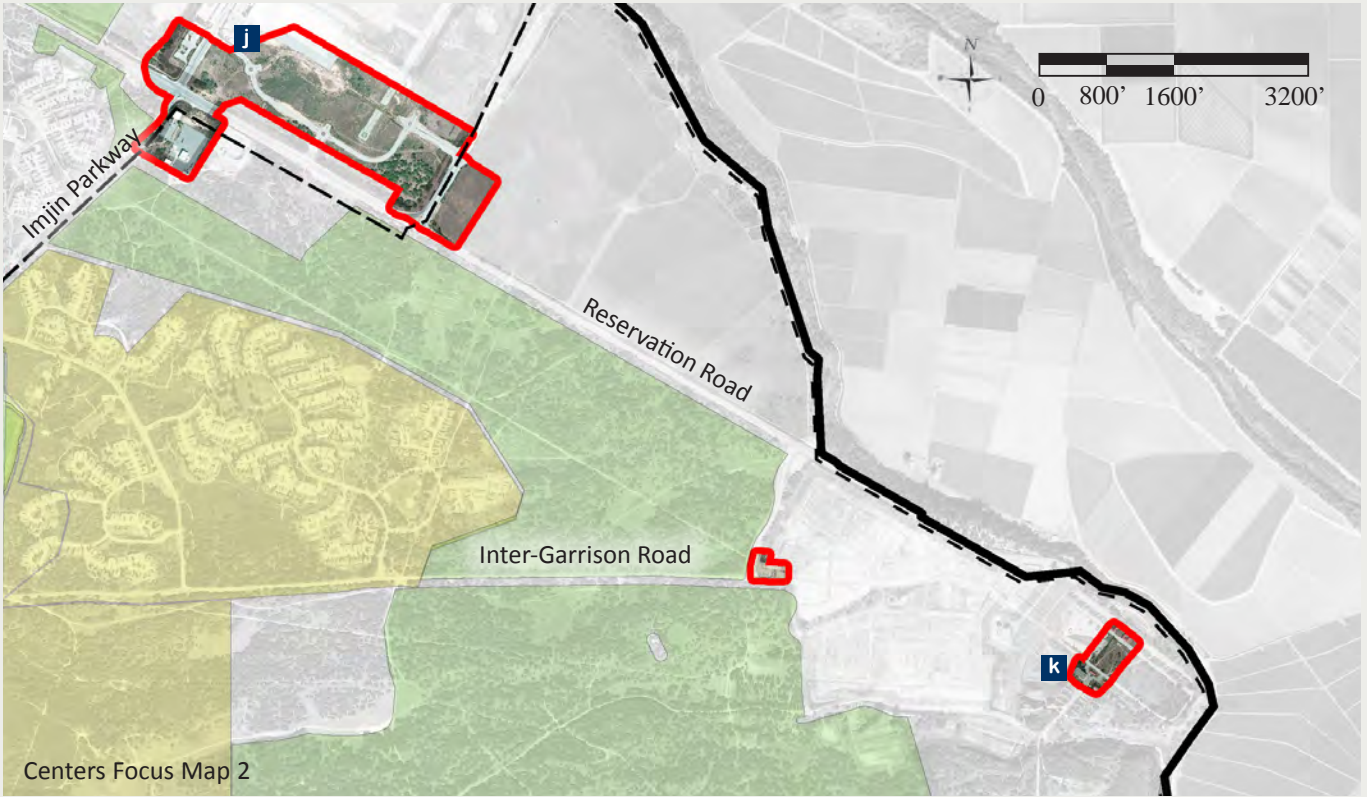 j
N
0 800' 1600' 3200'
Imjin Parkway
Reservation Road
Inter-Garrison Road
k
Centers Focus Map 2